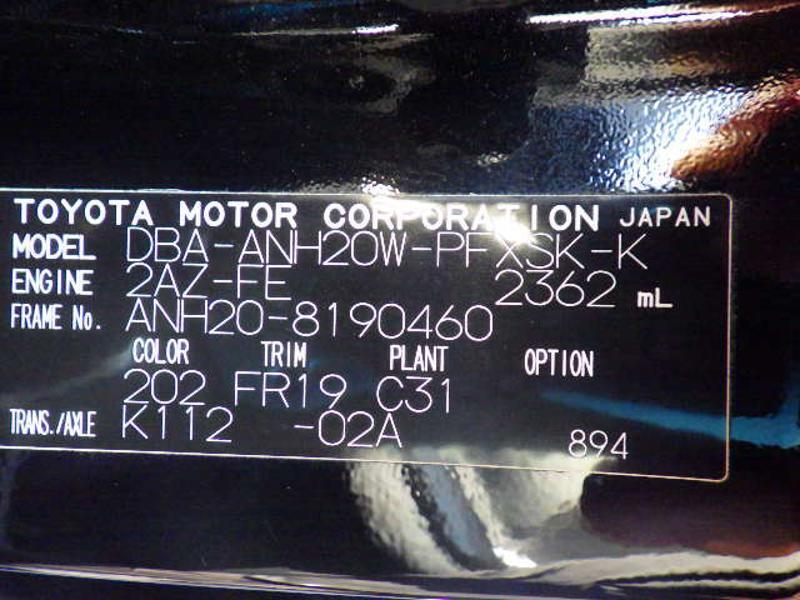 TOYOTA MOTOR CORPORATION JAPAN
MODEL DBA-ANH20W-PFXSK-K
ENGINE 2AZ-FE 2362 mL
FRAME No. ANH20-8190460
COLOR TRIM PLANT OPTION
202 FR19 C31
TRANS./AXLE K112 -02A 894